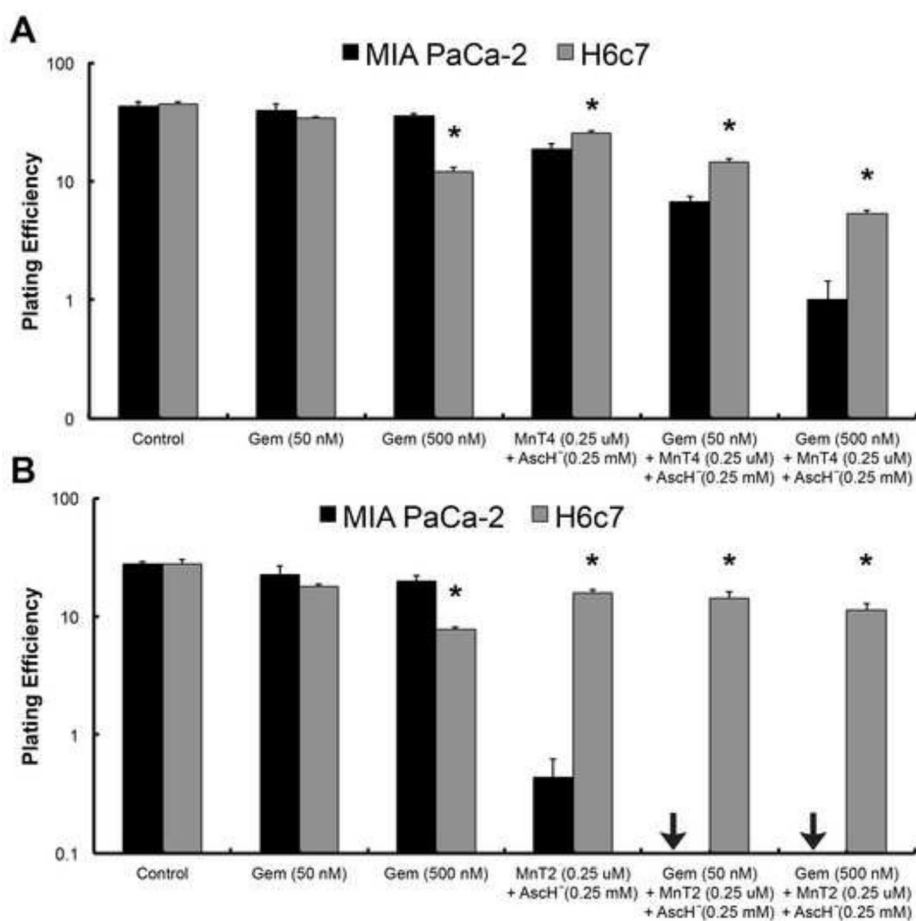 A
MIA PaCa-2 H6c7
100
10
1
0
Plating Efficiency
*
*
*
*
Control
Gem (50 nM)
Gem (500 nM)
MnT4 (0.25 uM)
+ AscH⁻(0.25 mM)
Gem (50 nM)
+ MnT4 (0.25 uM)
+ AscH⁻(0.25 mM)
Gem (500 nM)
+ MnT4 (0.25 uM)
+ AscH⁻(0.25 mM)
B
MIA PaCa-2 H6c7
100
10
1
0.1
Plating Efficiency
*
*
*
*
Control
Gem (50 nM)
Gem (500 nM)
MnT2 (0.25 uM)
+ AscH⁻(0.25 mM)
Gem (50 nM)
+ MnT2 (0.25 uM)
+ AscH⁻(0.25 mM)
Gem (500 nM)
+ MnT2 (0.25 uM)
+ AscH⁻(0.25 mM)